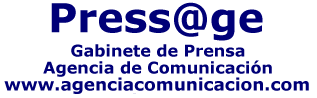 Press@ge
Gabinete de Prensa
Agencia de Comunicación
www.agenciacomunicacion.com